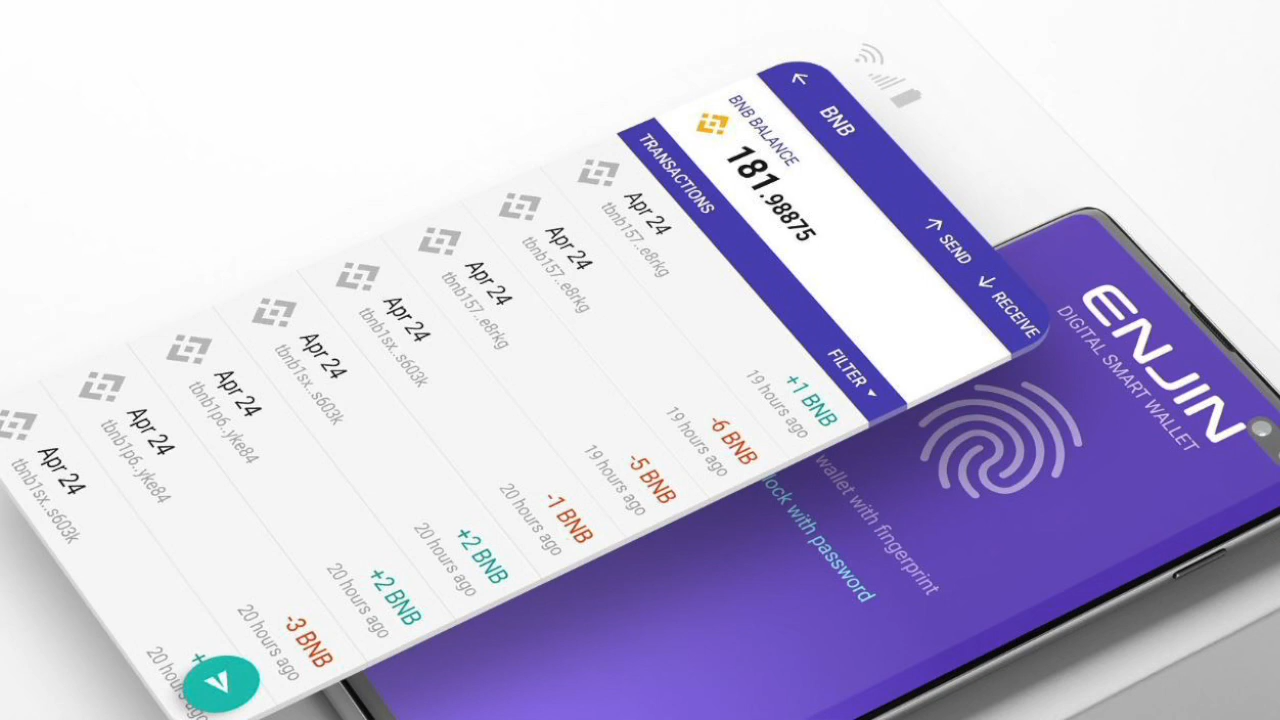 BNB
SEND RECEIVE
BNB BALANCE
181.98875
TRANSACTIONS FILTER
Apr 24 +1 BNB
tbnb157..e8rkg 19 hours ago
Apr 24 -6 BNB
tbnb157..e8rkg 19 hours ago
Apr 24 -5 BNB
tbnb157..e8rkg 19 hours ago
Apr 24 -1 BNB
tbnb1sx..s603k 20 hours ago
Apr 24 +2 BNB
tbnb1sx..s603k 20 hours ago
Apr 24 +2 BNB
tbnb1p6..yke84 20 hours ago
Apr 24 -3 BNB
tbnb1p6..yke84 20 hours ago
Apr 24 +
tbnb1sx..s603k 20
ENJIN
DIGITAL SMART WALLET
wallet with fingerprint
with password